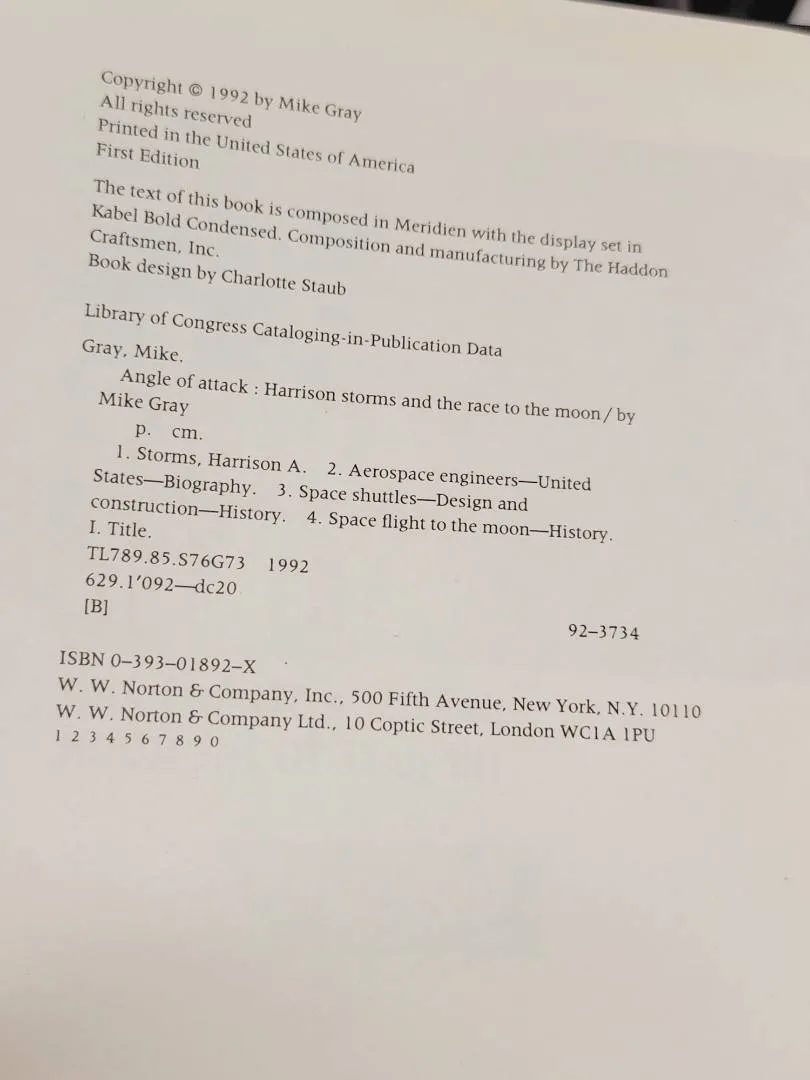 Copyright © 1992 by Mike Gray
All rights reserved
Printed in the United States of America
First Edition
The text of this book is composed in Meridien with the display set in
Kabel Bold Condensed. Composition and manufacturing by The Haddon
Craftsmen, Inc.
Book design by Charlotte Staub
Library of Congress Cataloging-in-Publication Data
Gray, Mike.
Angle of attack : Harrison storms and the race to the moon / by
Mike Gray
p. cm.
1. Storms, Harrison A. 2. Aerospace engineers—United
States—Biography. 3. Space shuttles—Design and
construction—History. 4. Space flight to the moon—History.
I. Title.
TL789.85.S76G73 1992
629.1′092—dc20
[B]
92–3734
ISBN 0–393–01892–X
W. W. Norton & Company, Inc., 500 Fifth Avenue, New York, N.Y. 10110
W. W. Norton & Company Ltd., 10 Coptic Street, London WC1A 1PU
1 2 3 4 5 6 7 8 9 0